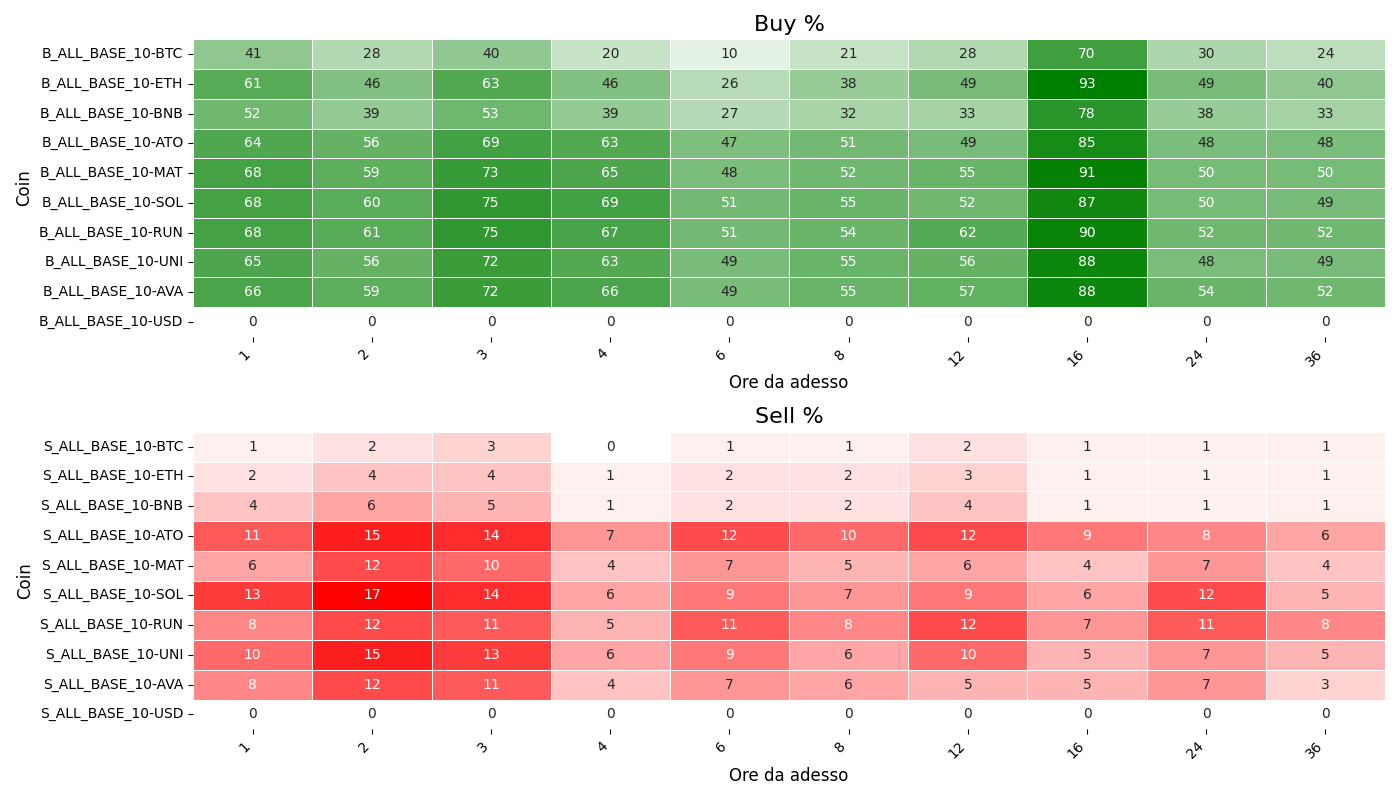 Buy %
B_ALL_BASE_10-BTC 41 28 40 20 10 21 28 70 30 24
B_ALL_BASE_10-ETH 61 46 63 46 26 38 49 93 49 40
B_ALL_BASE_10-BNB 52 39 53 39 27 32 33 78 38 33
B_ALL_BASE_10-ATO 64 56 69 63 47 51 49 85 48 48
B_ALL_BASE_10-MAT 68 59 73 65 48 52 55 91 50 50
B_ALL_BASE_10-SOL 68 60 75 69 51 55 52 87 50 49
B_ALL_BASE_10-RUN 68 61 75 67 51 54 62 90 52 52
B_ALL_BASE_10-UNI 65 56 72 63 49 55 56 88 48 49
B_ALL_BASE_10-AVA 66 59 72 66 49 55 57 88 54 52
B_ALL_BASE_10-USD 0 0 0 0 0 0 0 0 0 0
Coin
1 2 3 4 6 8 12 16 24 36
Ore da adesso
Sell %
S_ALL_BASE_10-BTC 1 2 3 0 1 1 2 1 1 1
S_ALL_BASE_10-ETH 2 4 4 1 2 2 3 1 1 1
S_ALL_BASE_10-BNB 4 6 5 1 2 2 4 1 1 1
S_ALL_BASE_10-ATO 11 15 14 7 12 10 12 9 8 6
S_ALL_BASE_10-MAT 6 12 10 4 7 5 6 4 7 4
S_ALL_BASE_10-SOL 13 17 14 6 9 7 9 6 12 5
S_ALL_BASE_10-RUN 8 12 11 5 11 8 12 7 11 8
S_ALL_BASE_10-UNI 10 15 13 6 9 6 10 5 7 5
S_ALL_BASE_10-AVA 8 12 11 4 7 6 5 5 7 3
S_ALL_BASE_10-USD 0 0 0 0 0 0 0 0 0 0
Coin
1 2 3 4 6 8 12 16 24 36
Ore da adesso